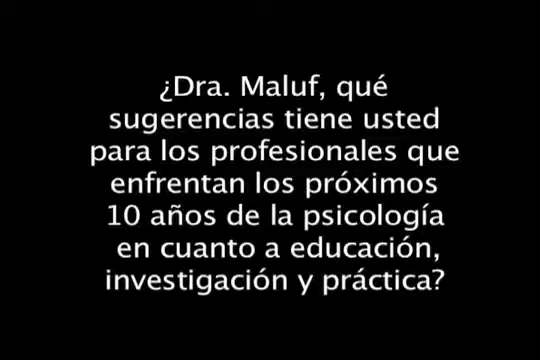 ¿Dra. Maluf, qué
sugerencias tiene usted
para los profesionales que
enfrentan los próximos
10 años de la psicología
en cuanto a educación,
investigación y práctica?